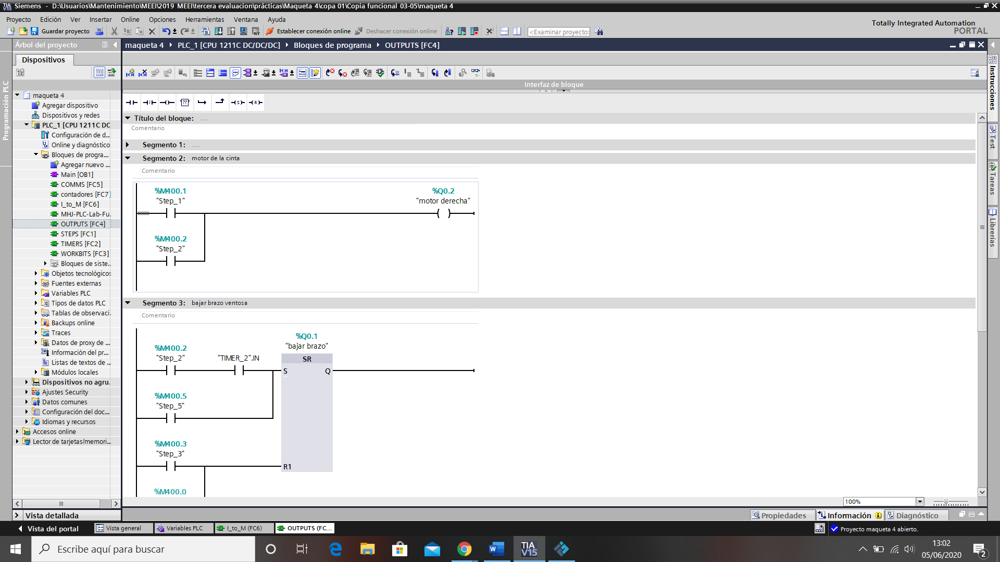 Siemens - D:\Usuarios\Mantenimiento\MEEI\2019 MEEI\tercera evaluacion\prácticas\Maqueta 4\copa 01\Copia funcional 03-05\maqueta 4
Proyecto Edición Ver Insertar Online Opciones Herramientas Ventana Ayuda
Totally Integrated Automation
PORTAL
Guardar proyecto Establecer conexión online Deshacer conexión online <Examinar proyecto>
Árbol del proyecto
maqueta 4 PLC_1 [CPU 1211C DC/DC/DC] Bloques de programa OUTPUTS [FC4]
Dispositivos
Programación PLC
maqueta 4
Agregar dispositivo
Dispositivos y redes
PLC_1 [CPU 1211C DC
Configuración de d...
Online y diagnóstico
Bloques de progra...
Agregar nuevo ...
Main [OB1]
COMMS [FC5]
contadores [FC7]
I_to_M [FC6]
MHJ-PLC-Lab-Fu.
OUTPUTS [FC4]
STEPS [FC1]
TIMERS [FC2]
WORKBITS [FC3]
Bloques de siste..
Objetos tecnológicos
Fuentes externas
Variables PLC
Tipos de datos PLC
Tablas de observaci.
Backups online
Traces
Datos de proxy de ...
Información del pr...
Listas de textos de ...
Módulos locales
Dispositivos no agru.
Ajustes Security
Datos comunes
Configuración del doc...
Idiomas y recursos
Accesos online
Lector de tarjetas/memori...
Vista detallada
Interfaz de bloque
Título del bloque: .....
Comentario
Segmento 1: .....
Segmento 2: motor de la cinta
Comentario
%M400.1
"Step_1"
%Q0.2
"motor derecha"
%M400.2
"Step_2"
Segmento 3: bajar brazo ventosa
Comentario
%Q0.1
"bajar brazo"
%M400.2
"Step_2"
"TIMER_2".IN
SR
S Q
%M400.5
"Step_5"
%M400.3
"Step_3"
R1
%M400.0
100%
Instrucciones
Test
Tareas
Librerías
Propiedades Información Diagnóstico
Vista del portal Vista general Variables PLC I_to_M (FC6) OUTPUTS (FC...
Proyecto maqueta 4 abierto.
Escribe aquí para buscar
TIA
V15
13:02
05/06/2020
2